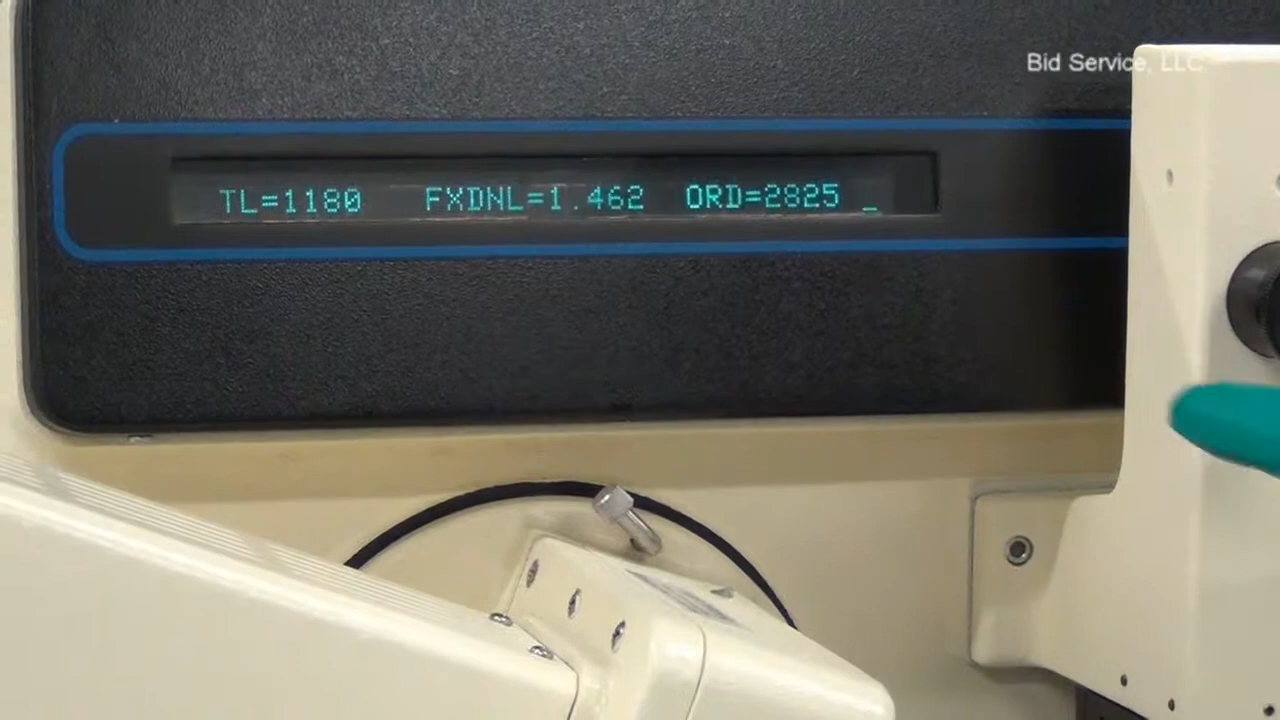 Bid Service, LLC
TL=1180 FXDNL=1.462 ORD=2825 _